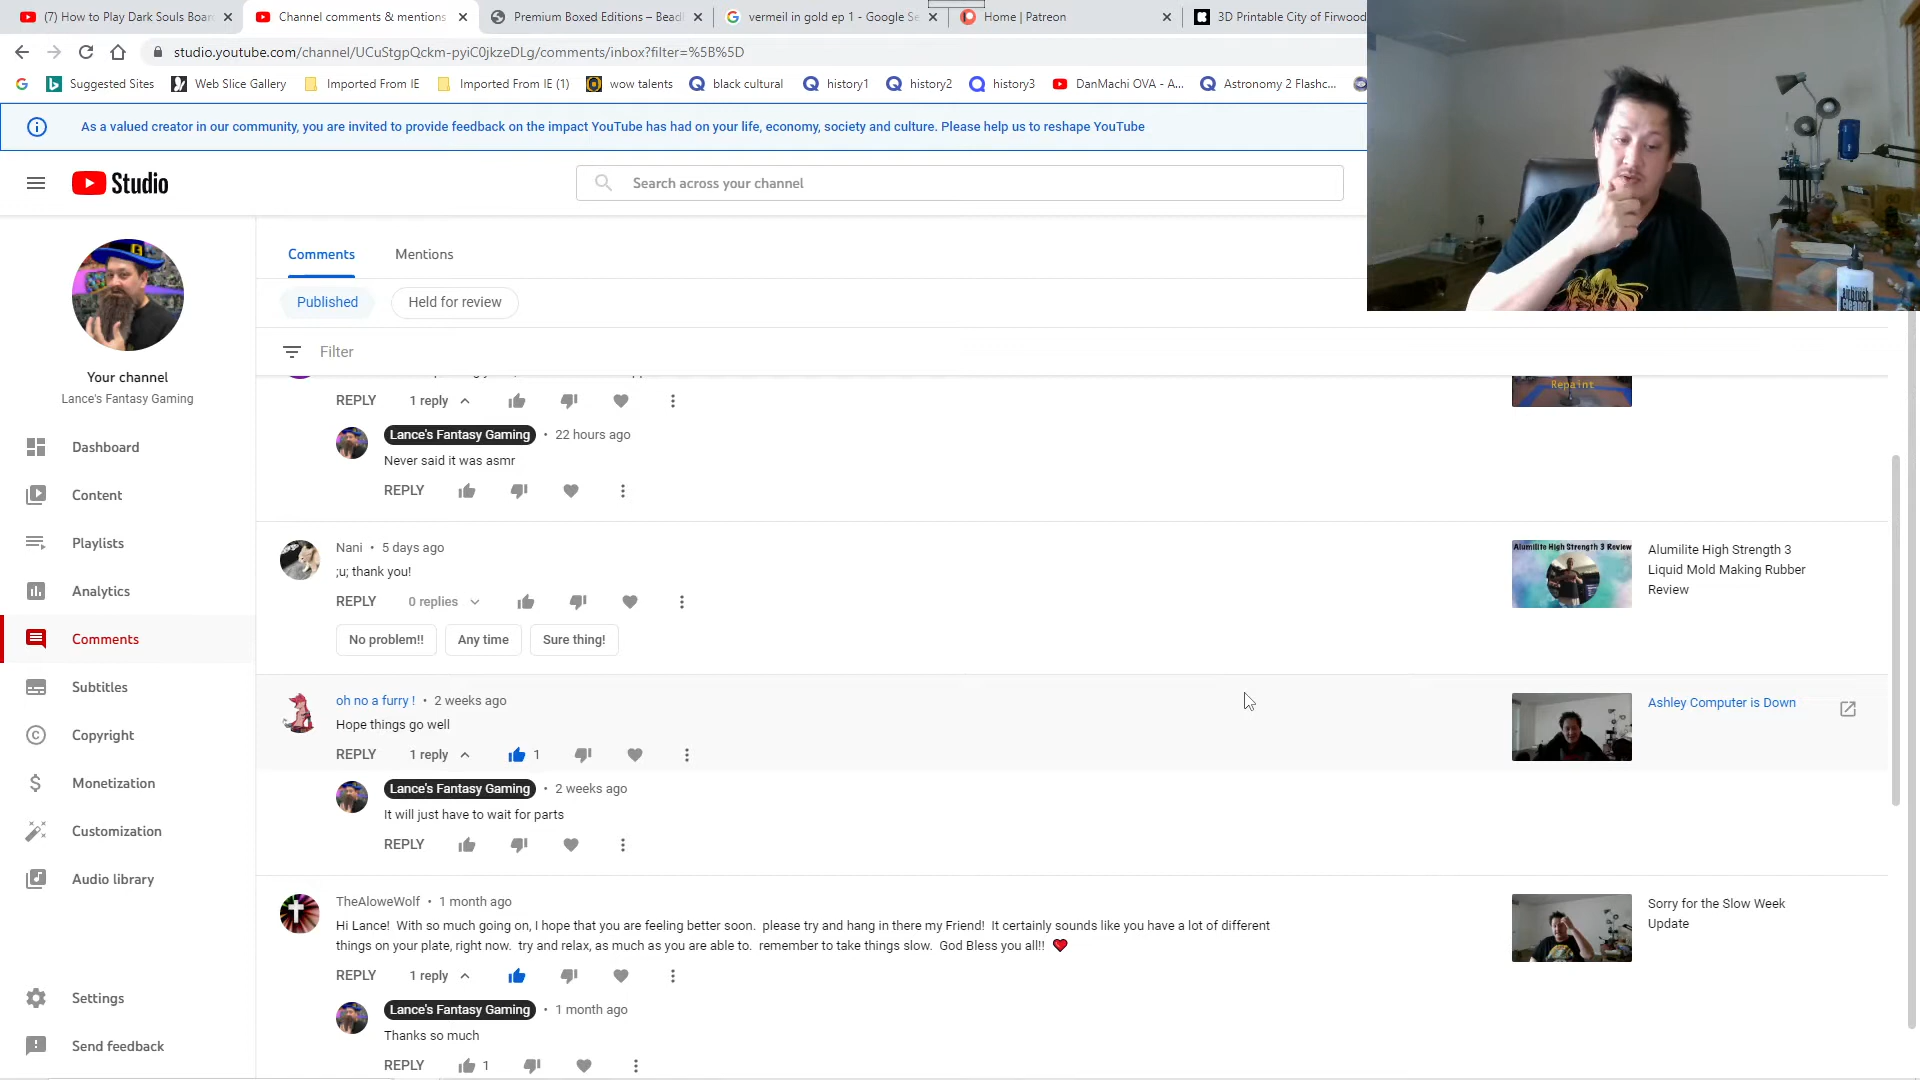 (7) How to Play Dark Souls Boar
Channel comments & mentions
Premium Boxed Editions – Bead
vermeil in gold ep 1 - Google Se
Home | Patreon
3D Printable City of Firwood
studio.youtube.com/channel/UCuStgpQckm-pyiC0jkzeDLg/comments/inbox?filter=%5B%5D
Suggested Sites
Web Slice Gallery
Imported From IE
Imported From IE (1)
wow talents
black cultural
history1
history2
history3
DanMachi OVA - A...
Astronomy 2 Flashc...
As a valued creator in our community, you are invited to provide feedback on the impact YouTube has had on your life, economy, society and culture. Please help us to reshape YouTube
Studio
Search across your channel
Your channel
Lance's Fantasy Gaming
Dashboard
Content
Playlists
Analytics
Comments
Subtitles
Copyright
Monetization
Customization
Audio library
Settings
Send feedback
Comments
Mentions
Published
Held for review
Filter
REPLY 1 reply
Repaint
Lance's Fantasy Gaming • 22 hours ago
Never said it was asmr
REPLY
Nani • 5 days ago
;u; thank you!
REPLY 0 replies
No problem!!
Any time
Sure thing!
Alumilite High Strength 3 Review
Alumilite High Strength 3
Liquid Mold Making Rubber
Review
oh no a furry ! • 2 weeks ago
Hope things go well
REPLY 1 reply 1
Ashley Computer is Down
Lance's Fantasy Gaming • 2 weeks ago
It will just have to wait for parts
REPLY
TheAloweWolf • 1 month ago
Hi Lance! With so much going on, I hope that you are feeling better soon. please try and hang in there my Friend! It certainly sounds like you have a lot of different
things on your plate, right now. try and relax, as much as you are able to. remember to take things slow. God Bless you all!! ❤
REPLY 1 reply
Sorry for the Slow Week
Update
Lance's Fantasy Gaming • 1 month ago
Thanks so much
REPLY 1
airbrush
cleaner